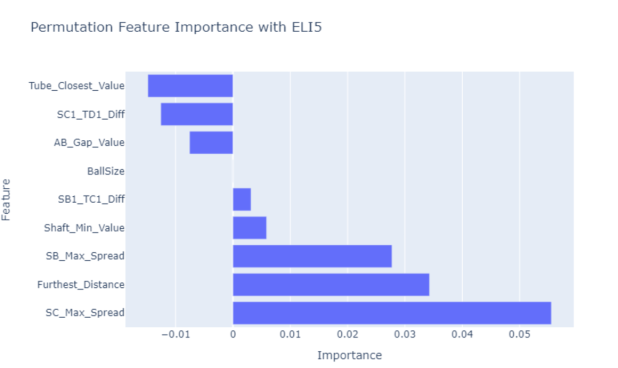 Permutation Feature Importance with ELI5
Tube_Closest_Value
SC1_TD1_Diff
AB_Gap_Value
BallSize
SB1_TC1_Diff
Shaft_Min_Value
SB_Max_Spread
Furthest_Distance
SC_Max_Spread
Feature
−0.01 0 0.01 0.02 0.03 0.04 0.05
Importance